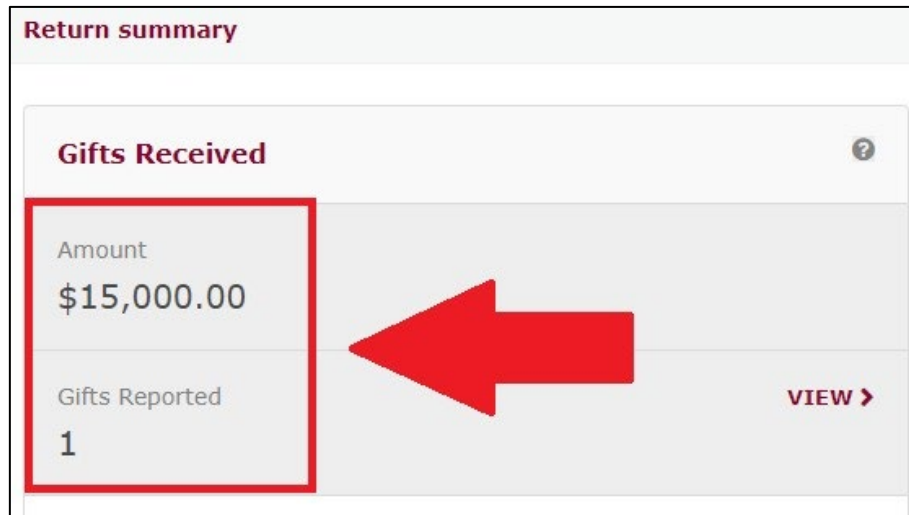 Return summary
Gifts Received
Amount
$15,000.00
Gifts Reported
VIEW
1